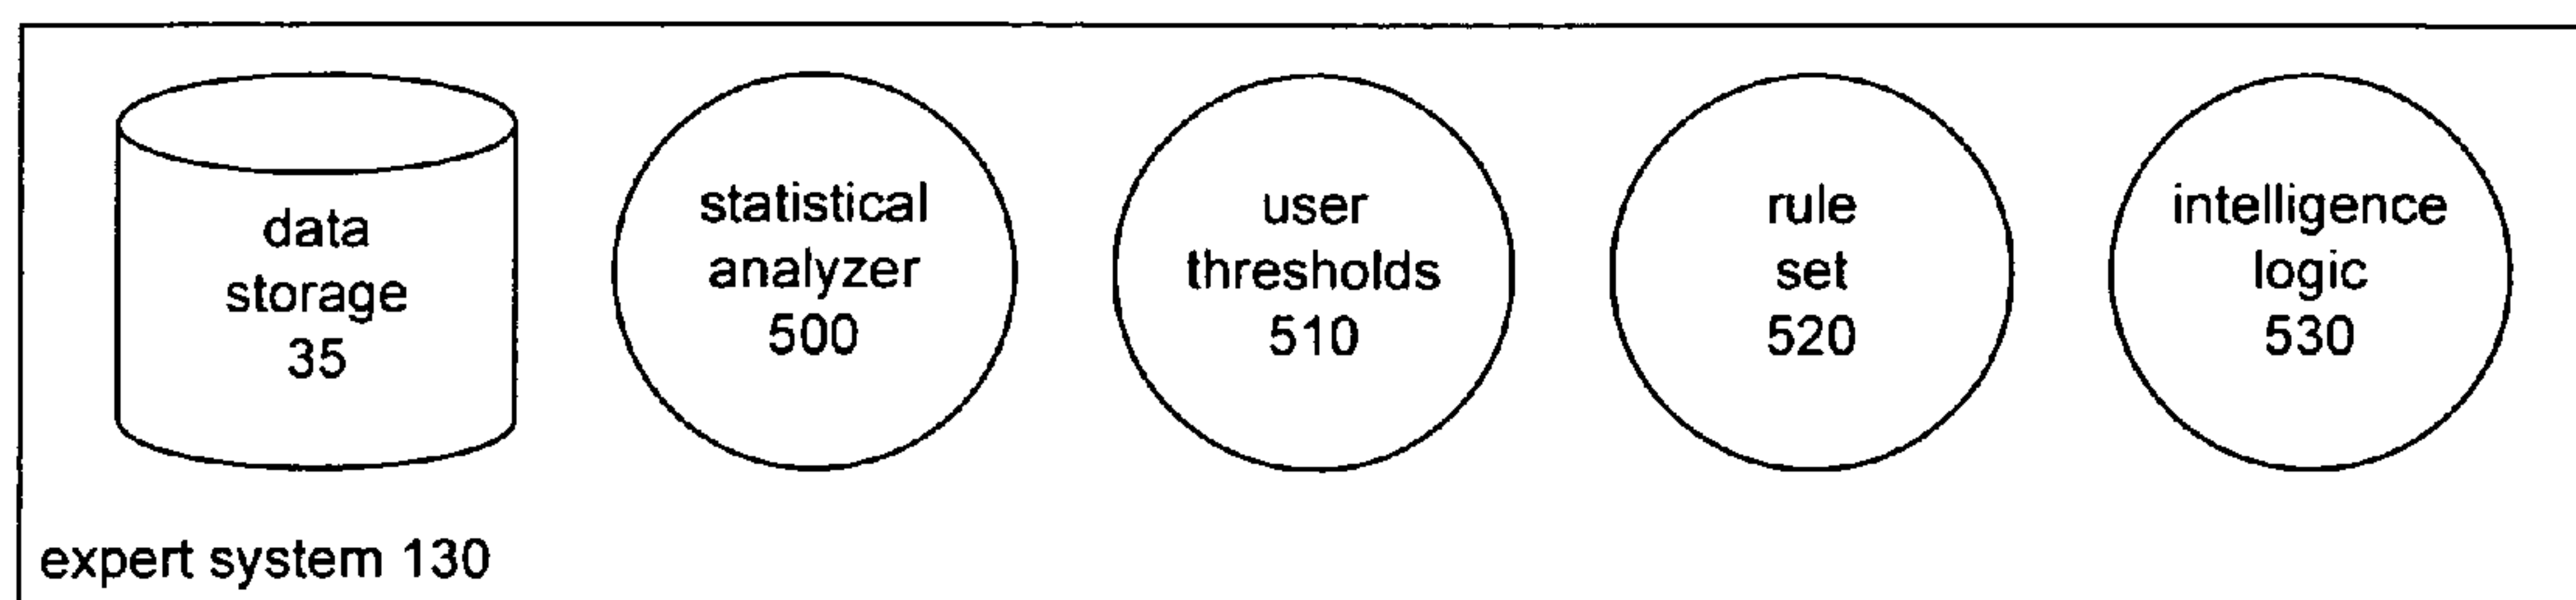 data
storage
35
statistical
analyzer
500
user
thresholds
510
rule
set
520
intelligence
logic
530
expert system 130